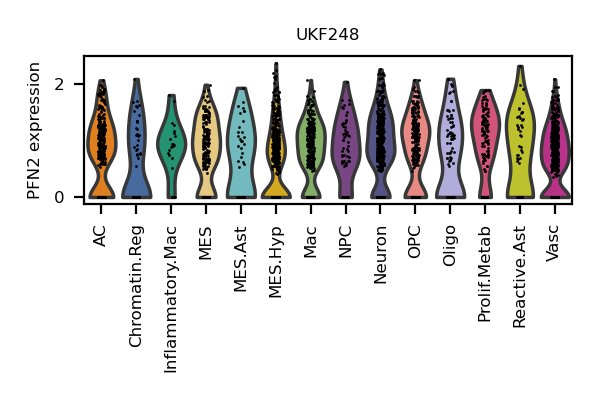 UKF248
PFN2 expression
2
0
AC
Chromatin.Reg
Inflammatory.Mac
MES
MES.Ast
MES.Hyp
Mac
NPC
Neuron
OPC
Oligo
Prolif.Metab
Reactive.Ast
Vasc